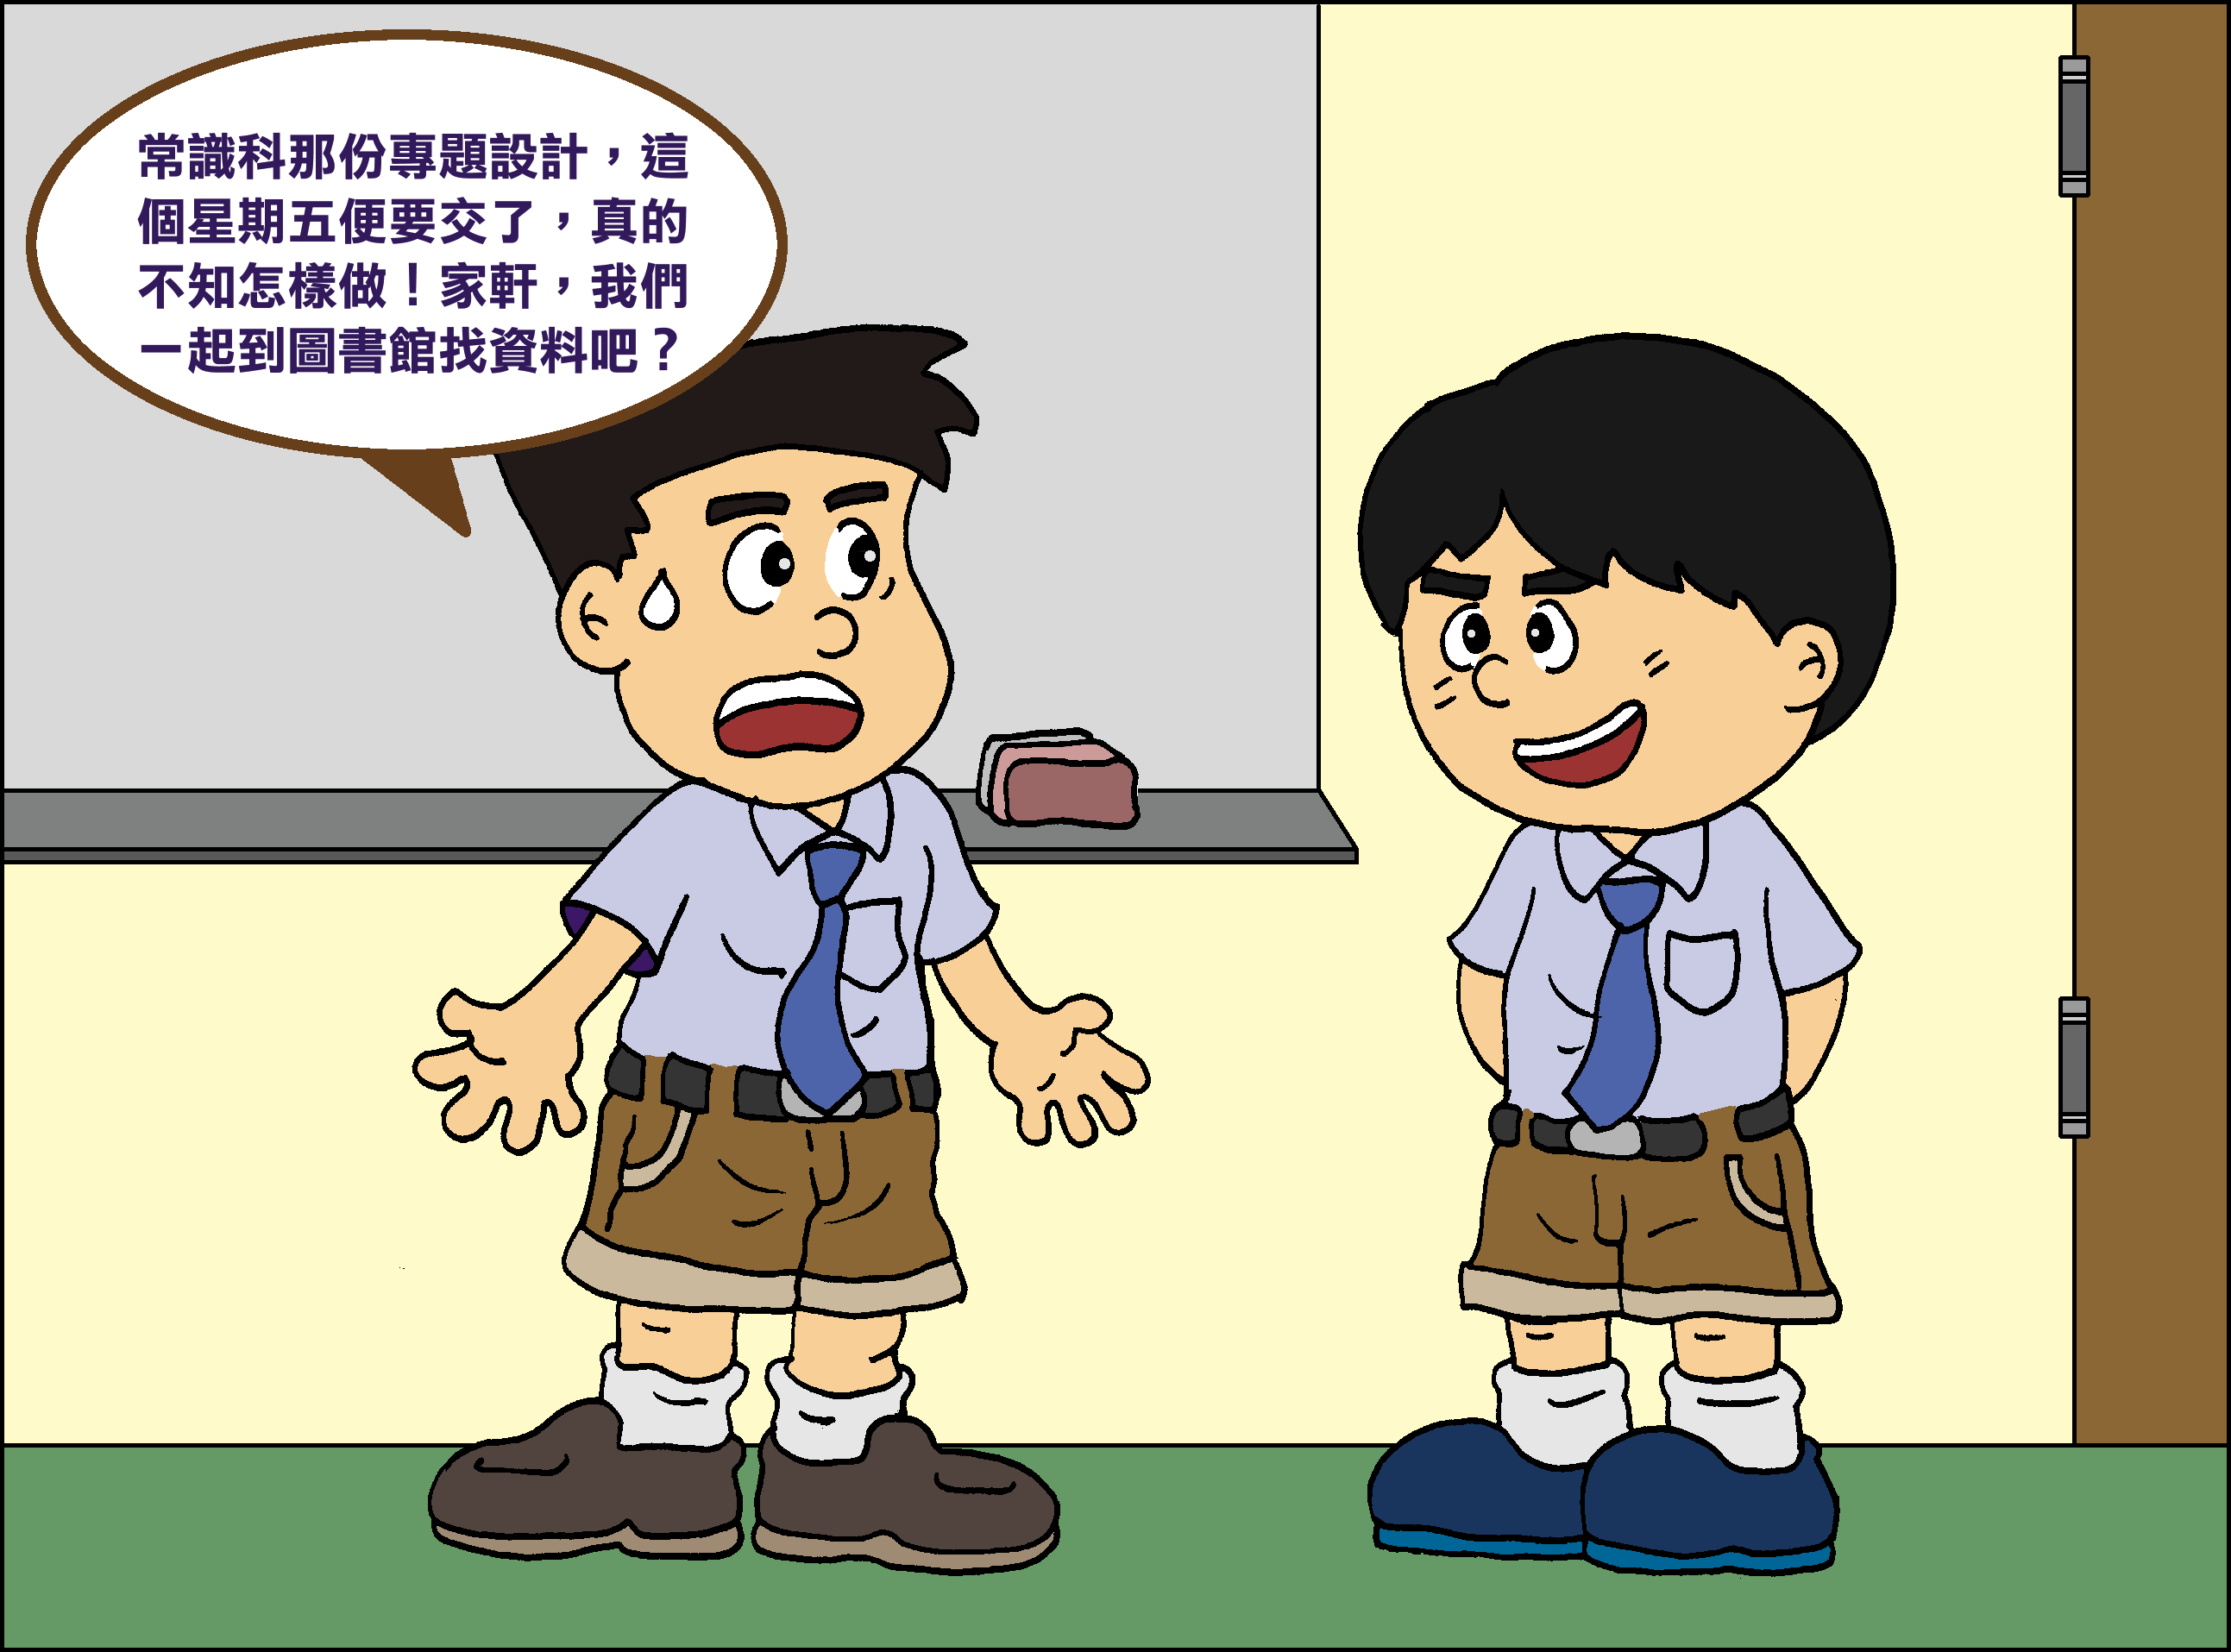 常識科那份專題設計，這
個星期五便要交了，真的
不知怎樣做！家軒，我們
一起到圖書館找資料吧？